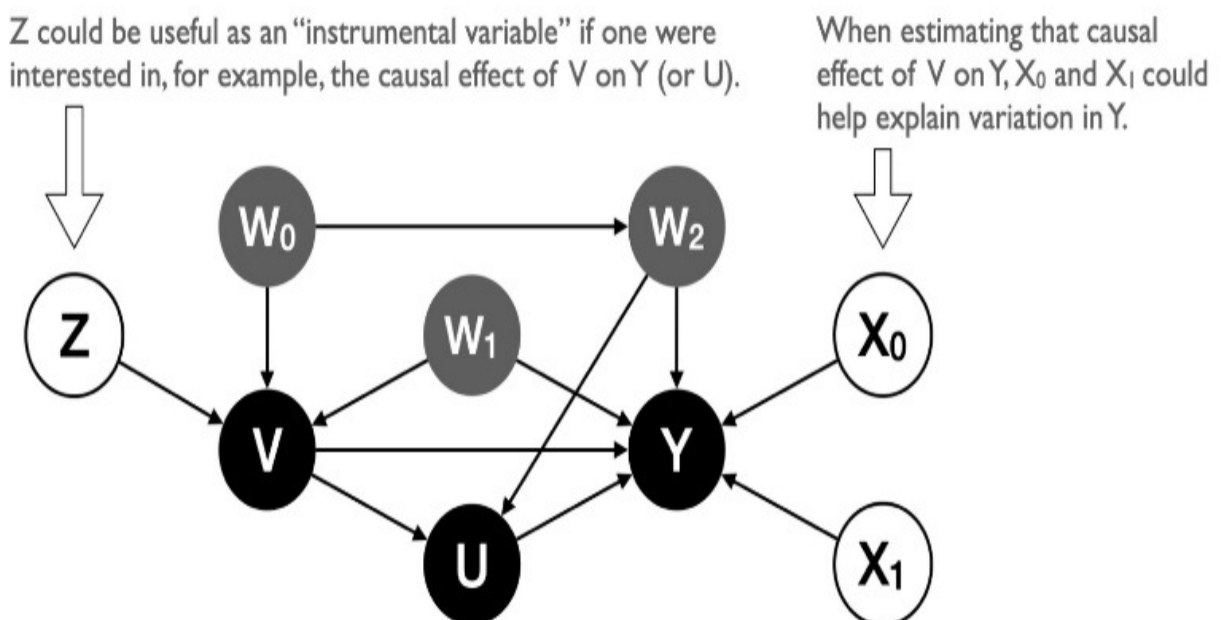 Z could be useful as an “instrumental variable” if one were
interested in, for example, the causal effect of V on Y (or U).
When estimating that causal
effect of V on Y, X₀ and X₁ could
help explain variation in Y.
W₀
W₂
Z
W₁
X₀
V
Y
U
X₁